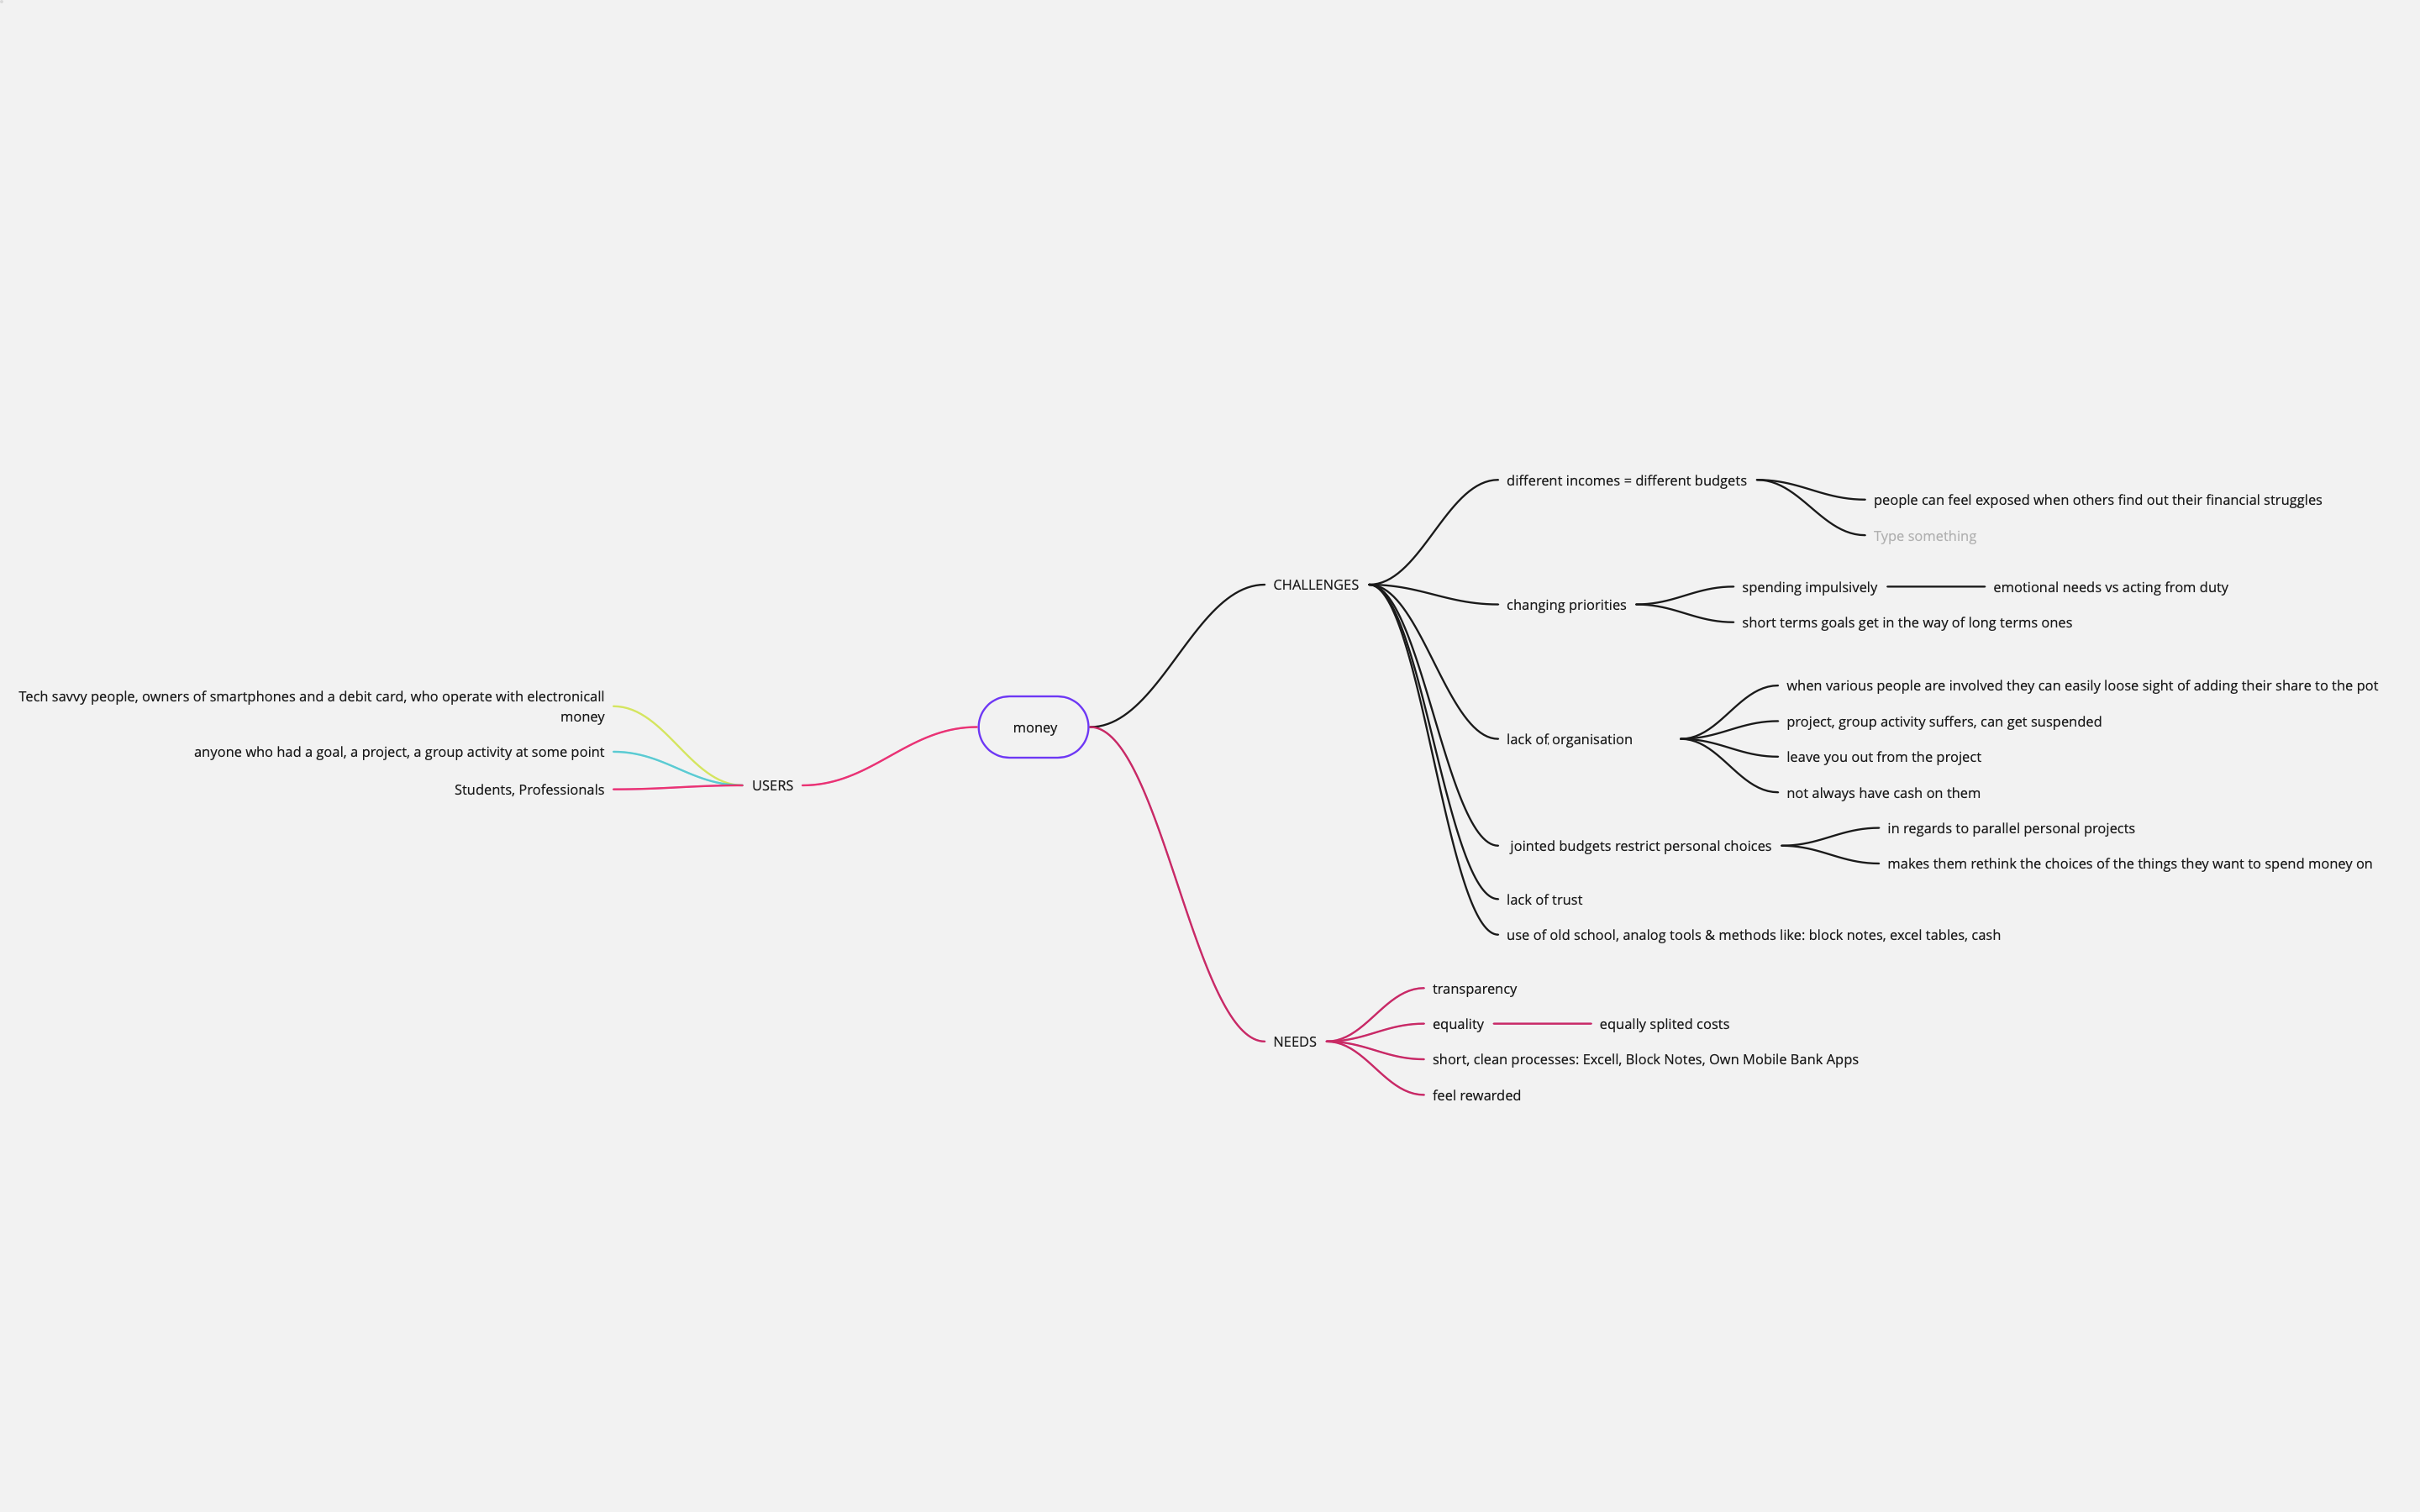 different incomes = different budgets
people can feel exposed when others find out their financial struggles
Type something
CHALLENGES
spending impulsively
emotional needs vs acting from duty
changing priorities
short terms goals get in the way of long terms ones
Tech savvy people, owners of smartphones and a debit card, who operate with electronicall
money
anyone who had a goal, a project, a group activity at some point
Students, Professionals
USERS
money
when various people are involved they can easily loose sight of adding their share to the pot
project, group activity suffers, can get suspended
lack of, organisation
leave you out from the project
not always have cash on them
in regards to parallel personal projects
jointed budgets restrict personal choices
makes them rethink the choices of the things they want to spend money on
lack of trust
use of old school, analog tools & methods like: block notes, excel tables, cash
transparency
equality
equally splited costs
NEEDS
short, clean processes: Excell, Block Notes, Own Mobile Bank Apps
feel rewarded